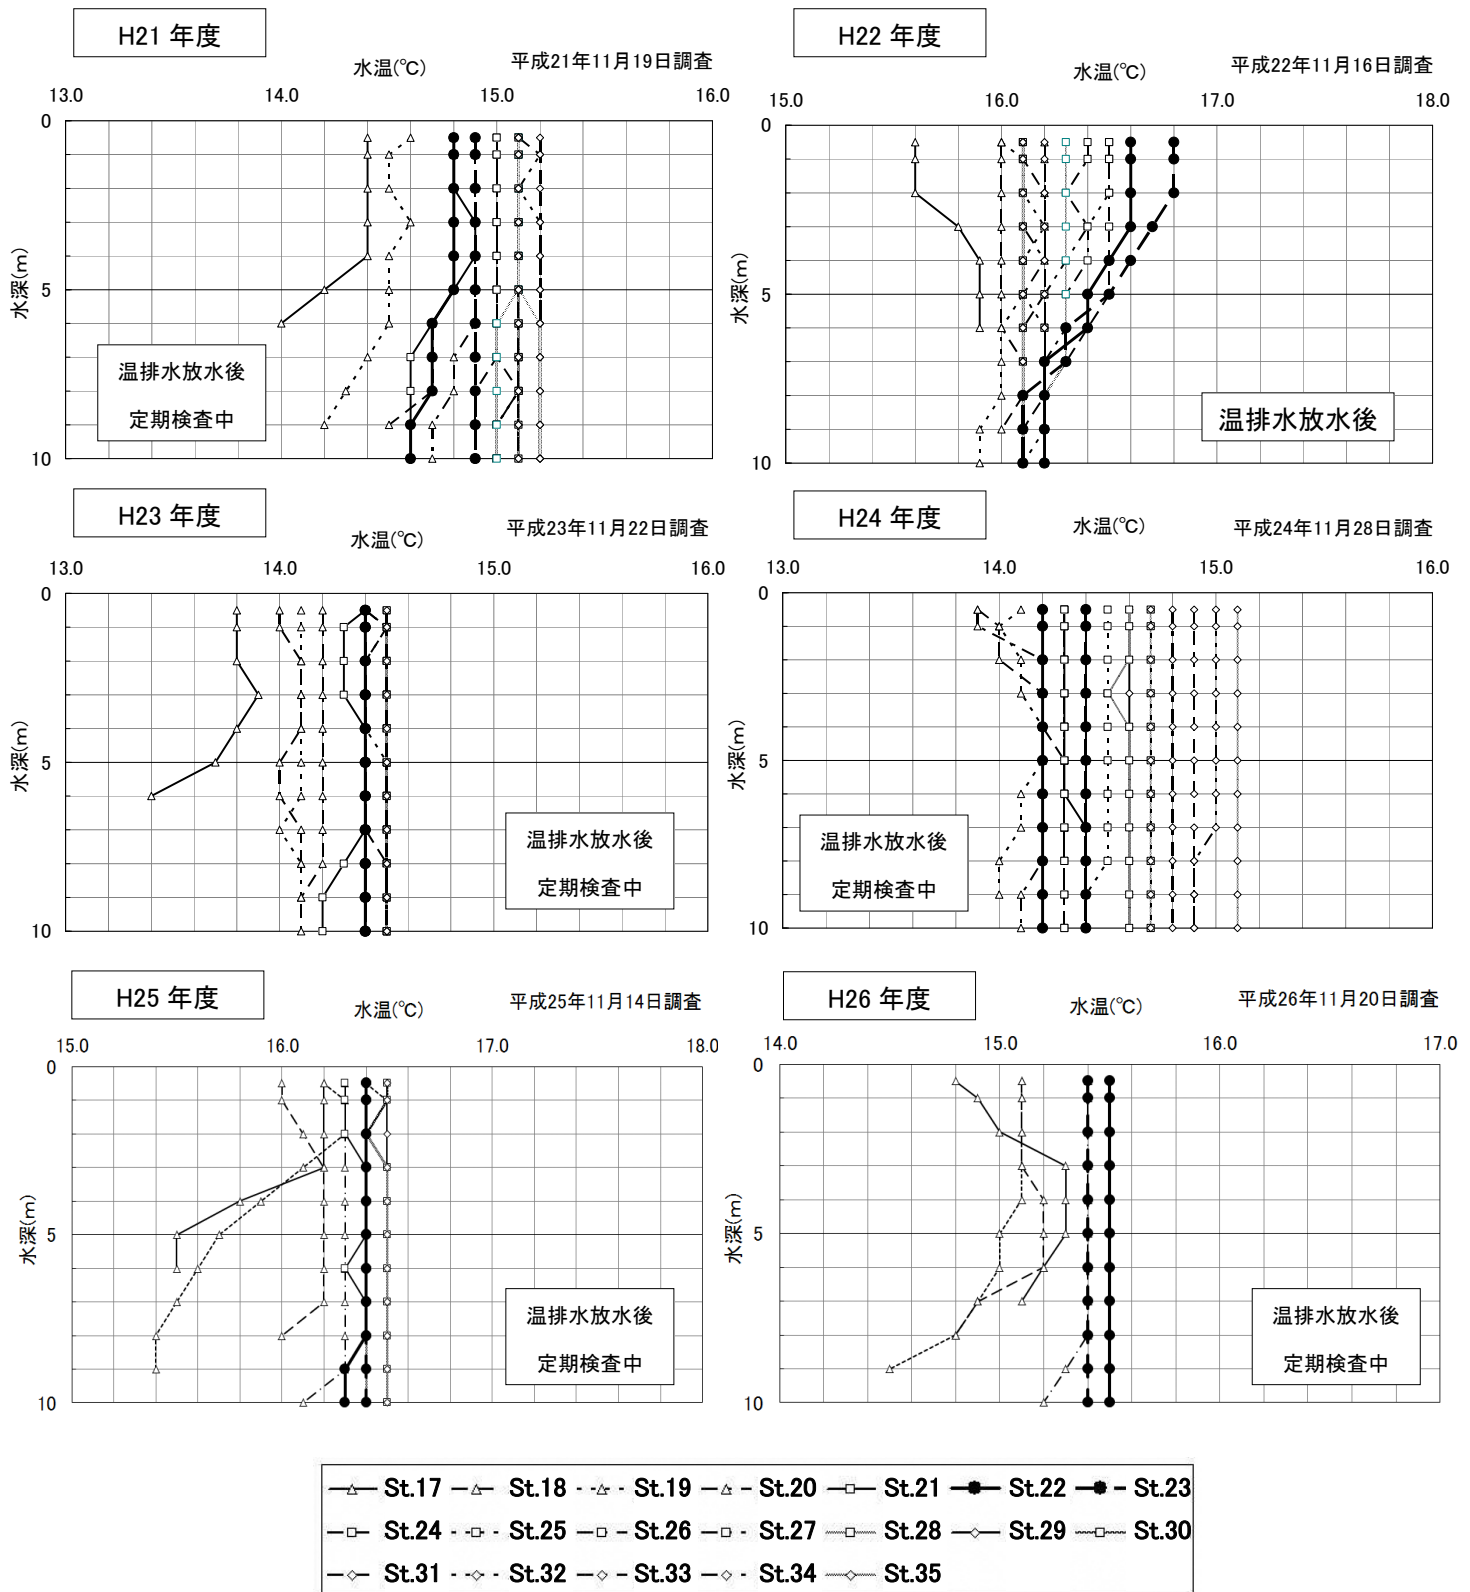 H21 年度
平成21年11月19日調査
水温(℃)
13.0 14.0 15.0 16.0
0
5
10
水深(m)
温排水放水後
定期検査中
H22 年度
平成22年11月16日調査
水温(℃)
15.0 16.0 17.0 18.0
0
5
10
水深(m)
温排水放水後
H23 年度
平成23年11月22日調査
水温(℃)
13.0 14.0 15.0 16.0
0
5
10
水深(m)
温排水放水後
定期検査中
H24 年度
平成24年11月28日調査
水温(℃)
13.0 14.0 15.0 16.0
0
5
10
水深(m)
温排水放水後
定期検査中
H25 年度
平成25年11月14日調査
水温(℃)
15.0 16.0 17.0 18.0
0
5
10
水深(m)
温排水放水後
定期検査中
H26 年度
平成26年11月20日調査
水温(℃)
14.0 15.0 16.0 17.0
0
5
10
水深(m)
温排水放水後
定期検査中
St.17 St.18 St.19 St.20 St.21 St.22 St.23
St.24 St.25 St.26 St.27 St.28 St.29 St.30
St.31 St.32 St.33 St.34 St.35